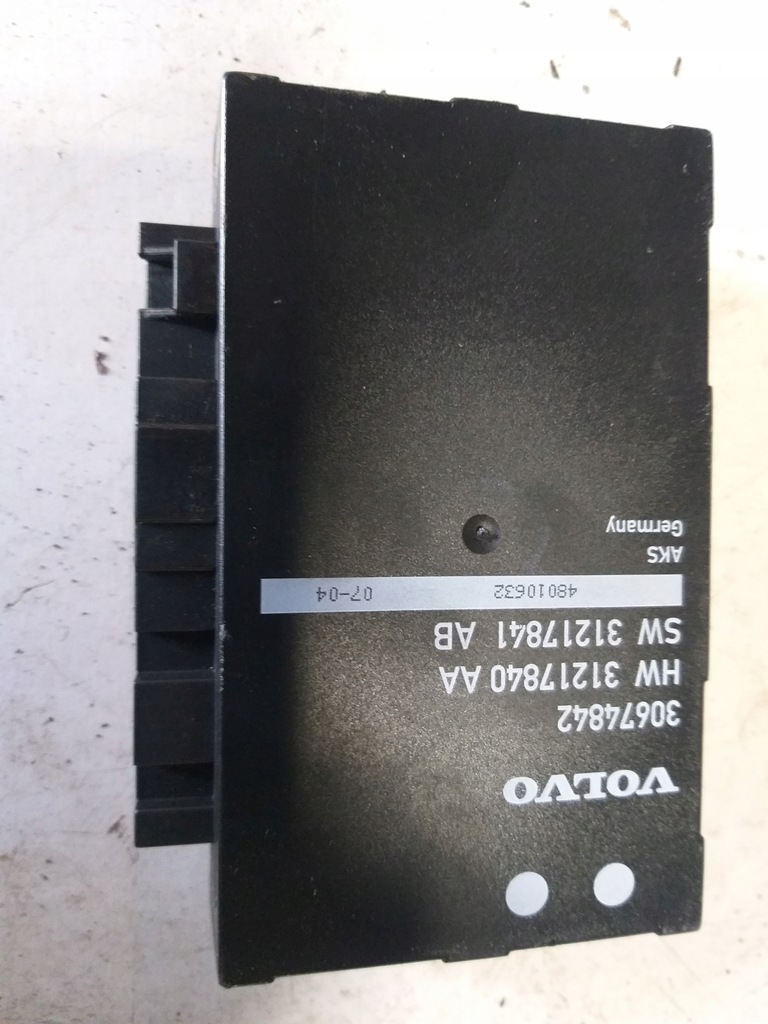 VOLVO
30674842
HW 31217840 AA
SW 31217841 AB
48010632 07-04
AKS
Germany